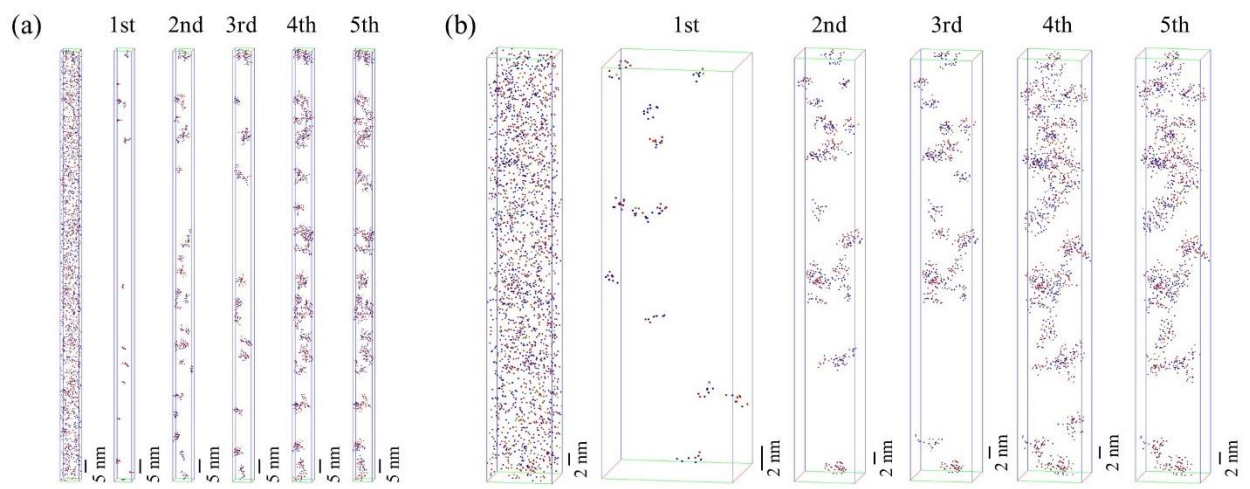 (a) 1st 2nd 3rd 4th 5th
5 nm 5 nm 5 nm 5 nm 5 nm 5 nm
(b) 1st 2nd 3rd 4th 5th
2 nm 2 nm 2 nm 2 nm 2 nm 2 nm